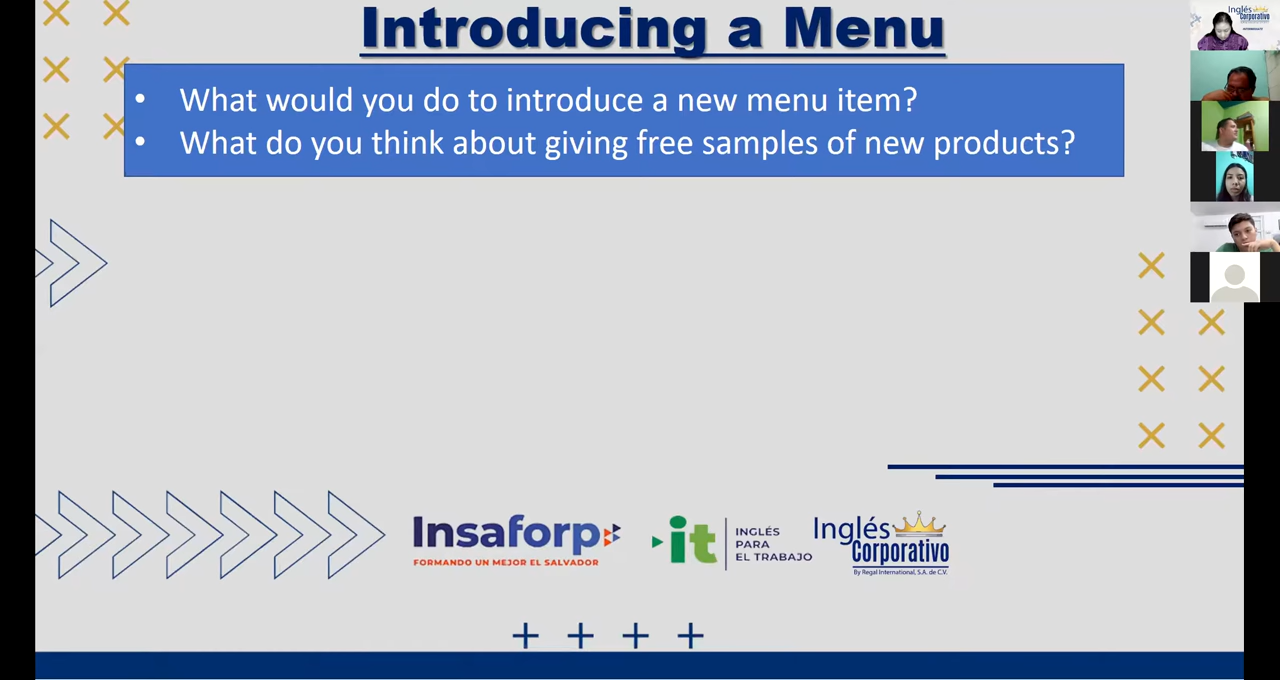 Introducing a Menu
• What would you do to introduce a new menu item?
• What do you think about giving free samples of new products?
Insaforp
FORMANDO UN MEJOR EL SALVADOR
it
INGLÉS
PARA
EL TRABAJO
Inglés
Corporativo
By Regal International, S.A. de C.V.
Inglés
Corporativo